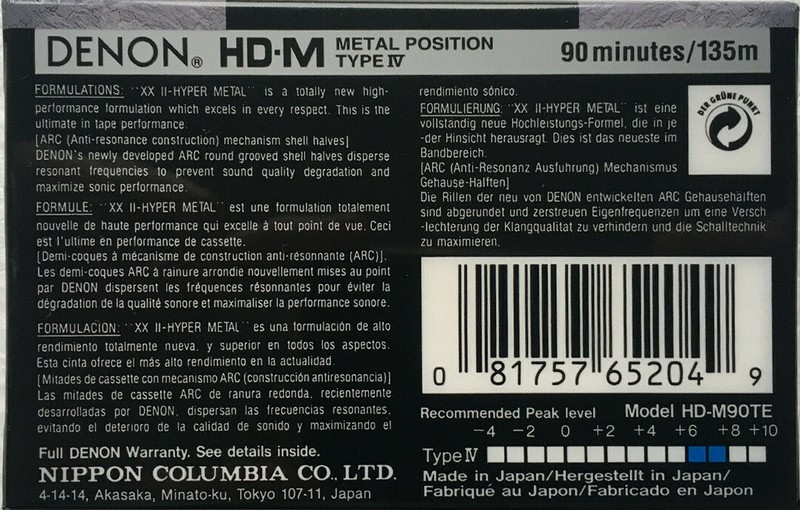 DENON® HD·M METAL POSITION TYPE IV 90 minutes/135m
FORMULATIONS: ¨XX II-HYPER METAL¨ is a totally new high-
performance formulation which excels in every respect. This is the
ultimate in tape performance.
[ARC (Anti-resonance construction) mechanism shell halves]
DENON's newly developed ARC round grooved shell halves disperse
resonant frequencies to prevent sound quality degradation and
maximize sonic performance.
FORMULE: ¨XX II-HYPER METAL¨ est une formulation totalement
nouvelle de haute performance qui excelle à tout point de vue. Ceci
est l'ultime en performance de cassette.
[Demi-coques à mécanisme de construction anti-résonnante (ARC)].
Les demi-coques ARC à rainure arrondie nouvellement mises au point
par DENON dispersent les fréquences résonnantes pour éviter la
dégradation de la qualité sonore et maximaliser la performance sonore.
FORMULACION: ¨XX II-HYPER METAL¨ es una formulación de alto
rendimiento totalmente nueva, y superior en todos los aspectos.
Esta cinta ofrece el más alto rendimiento en la actualidad.
[Mitades de cassette con mecanismo ARC (construcción antiresonancia)]
Las mitades de cassette ARC de ranura redonda, recientemente
desarrolladas por DENON, dispersan las frecuencias resonantes,
evitando el deterioro de la calidad de sonido y maximizando el
rendimiento sónico.
FORMULIERUNG: ¨XX II-HYPER METAL¨ ist eine
vollständig neue Hochleistungs-Formel, die in je
-der Hinsicht herausragt. Dies ist das neueste im
Bandbereich.
[ARC (Anti-Resonanz Ausfuhrung) Mechanismus
Gehause-Halften]
Die Rillen der neu von DENON entwickelten ARC Gehausehälften
sind abgerundet und zerstreuen Eigenfrequenzen um eine Versch
-lechterung der Klangqualitat zu verhindern und die Schalltechnik
zu maximieren.
DER GRÜNE PUNKT
0 81757 65204 9
Recommended Peak level Model HD-M90TE
-4 -2 0 +2 +4 +6 +8 +10
Type IV
Full DENON Warranty. See details inside.
NIPPON COLUMBIA CO., LTD.
4-14-14, Akasaka, Minato-ku, Tokyo 107-11, Japan
Made in Japan/Hergestellt in Japan/
Fabriqué au Japon/Fabricado en Japon